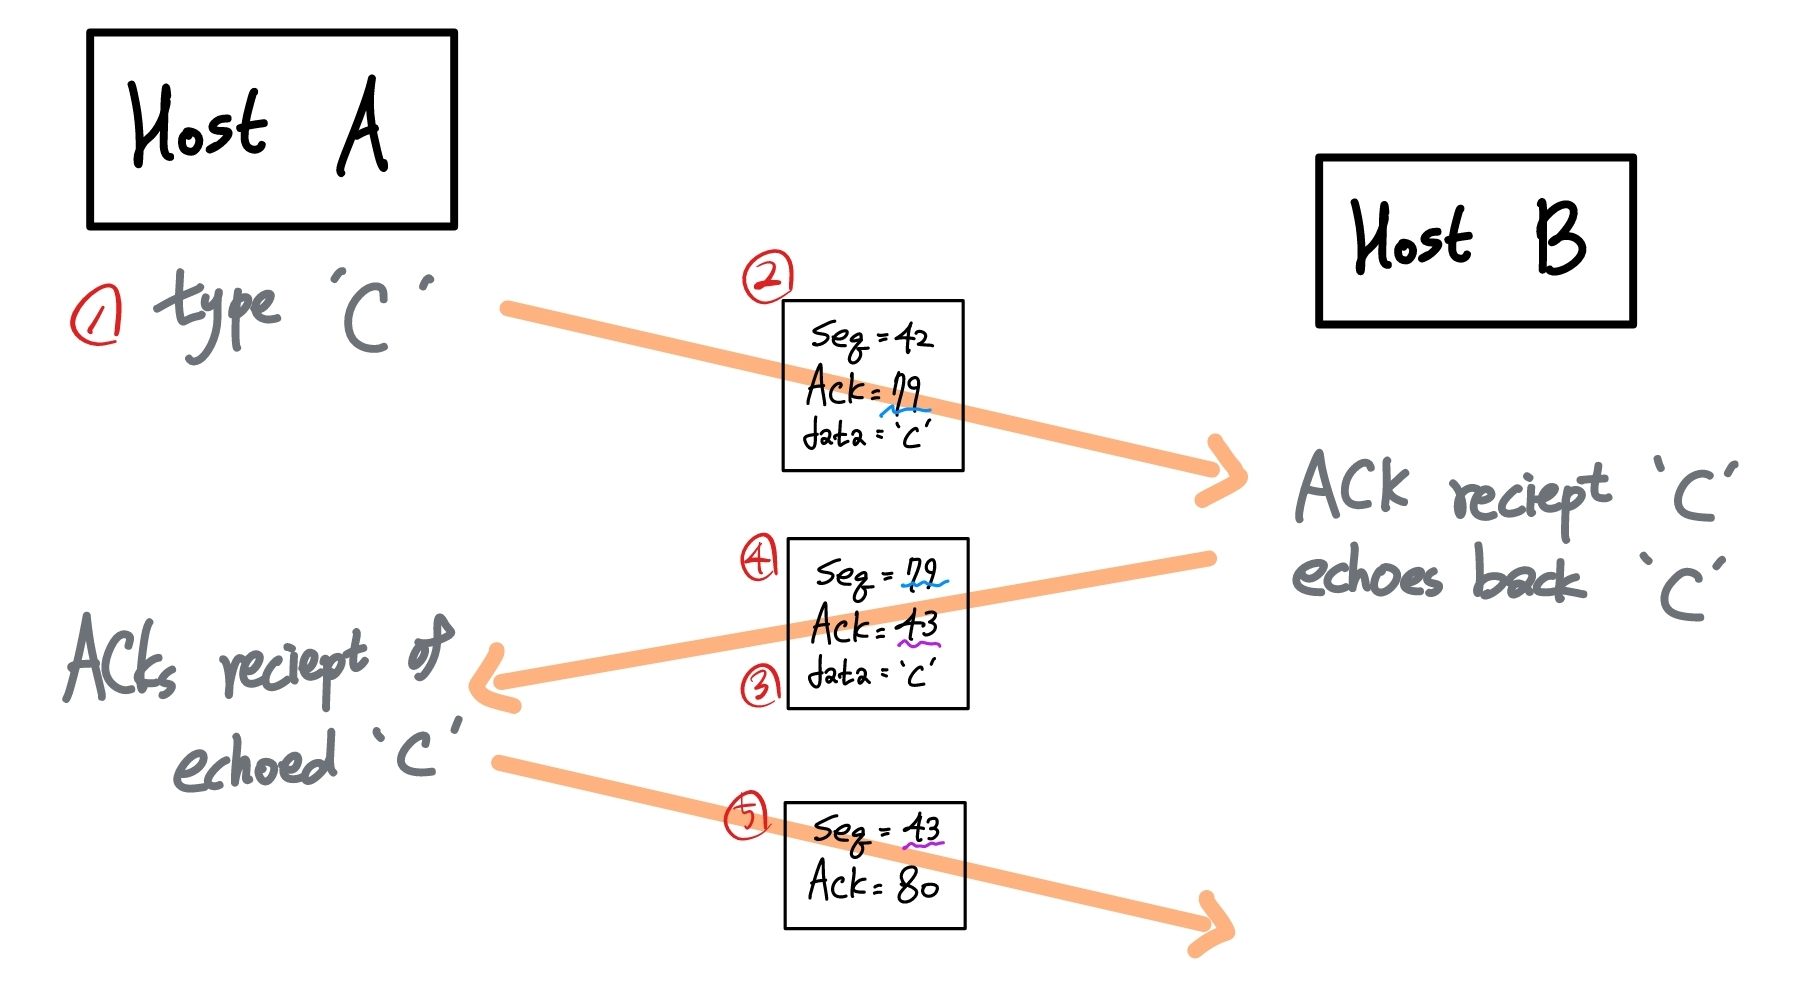 Host A
Host B
① type 'C'
②
Seq = 42
Ack = 79
data = 'C'
ACK reciept 'C'
echoes back 'C'
④
Seq = 79
Ack = 43
③
data = 'C'
ACKs reciept of
echoed 'C'
⑤
Seq = 43
Ack = 80